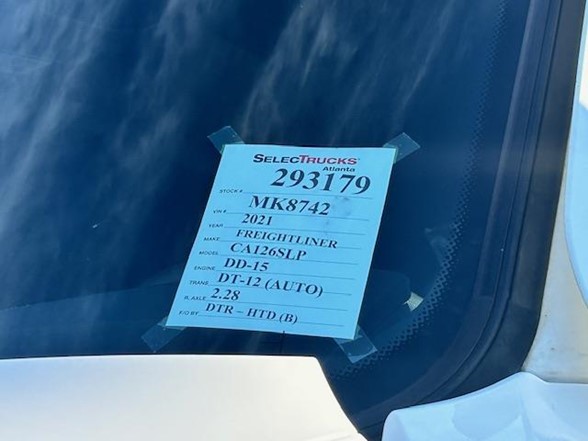 SELECTRUCKS
Atlanta
STOCK # 293179
VIN # MK8742
YEAR 2021
MAKE FREIGHTLINER
MODEL CA126SLP
ENGINE DD-15
TRANS DT-12 (AUTO)
R. AXLE 2.28
F/O BY DTR – HTD (B)